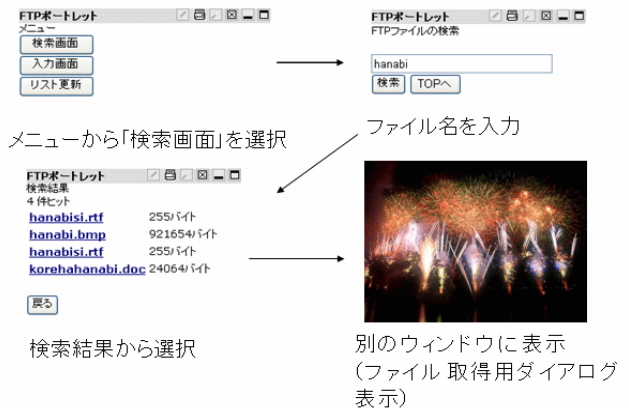 FTPポートレット
メニュー
検索画面
入力画面
リスト更新
メニューから「検索画面」を選択
FTPポートレット
FTPファイルの検索
hanabi
検索 TOPへ
ファイル名を入力
FTPポートレット
検索結果
4 件ヒット
hanabisi.rtf 255バイト
hanabi.bmp 921654バイト
hanabisi.rtf 255バイト
korehahanabi.doc 24064バイト
戻る
検索結果から選択
別のウィンドウに表示
(ファイル取得用ダイアログ
表示)